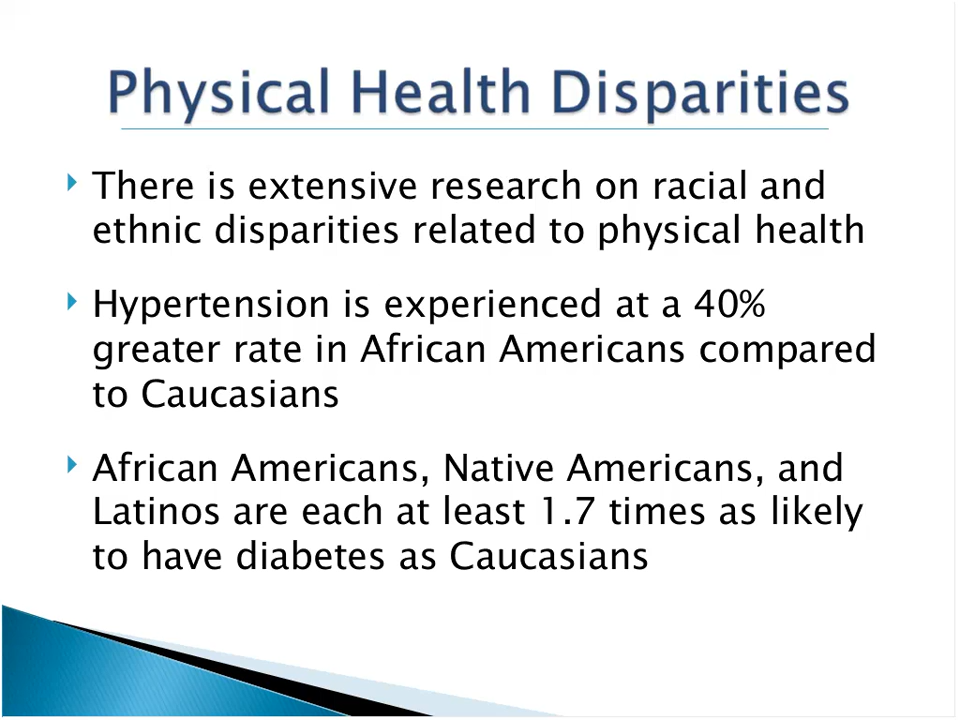 Physical Health Disparities
There is extensive research on racial and
ethnic disparities related to physical health
Hypertension is experienced at a 40%
greater rate in African Americans compared
to Caucasians
African Americans, Native Americans, and
Latinos are each at least 1.7 times as likely
to have diabetes as Caucasians